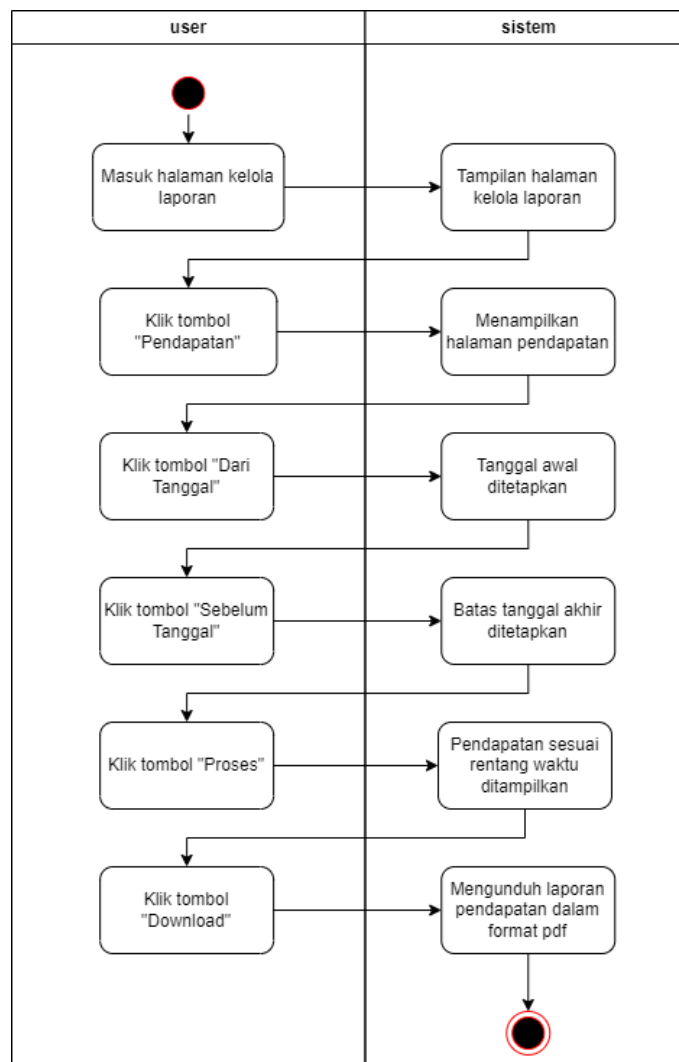 user
sistem
Masuk halaman kelola
laporan
Tampilan halaman
kelola laporan
Klik tombol
"Pendapatan"
Menampilkan
halaman pendapatan
Klik tombol "Dari
Tanggal"
Tanggal awal
ditetapkan
Klik tombol "Sebelum
Tanggal"
Batas tanggal akhir
ditetapkan
Klik tombol "Proses"
Pendapatan sesuai
rentang waktu
ditampilkan
Klik tombol
"Download"
Mengunduh laporan
pendapatan dalam
format pdf